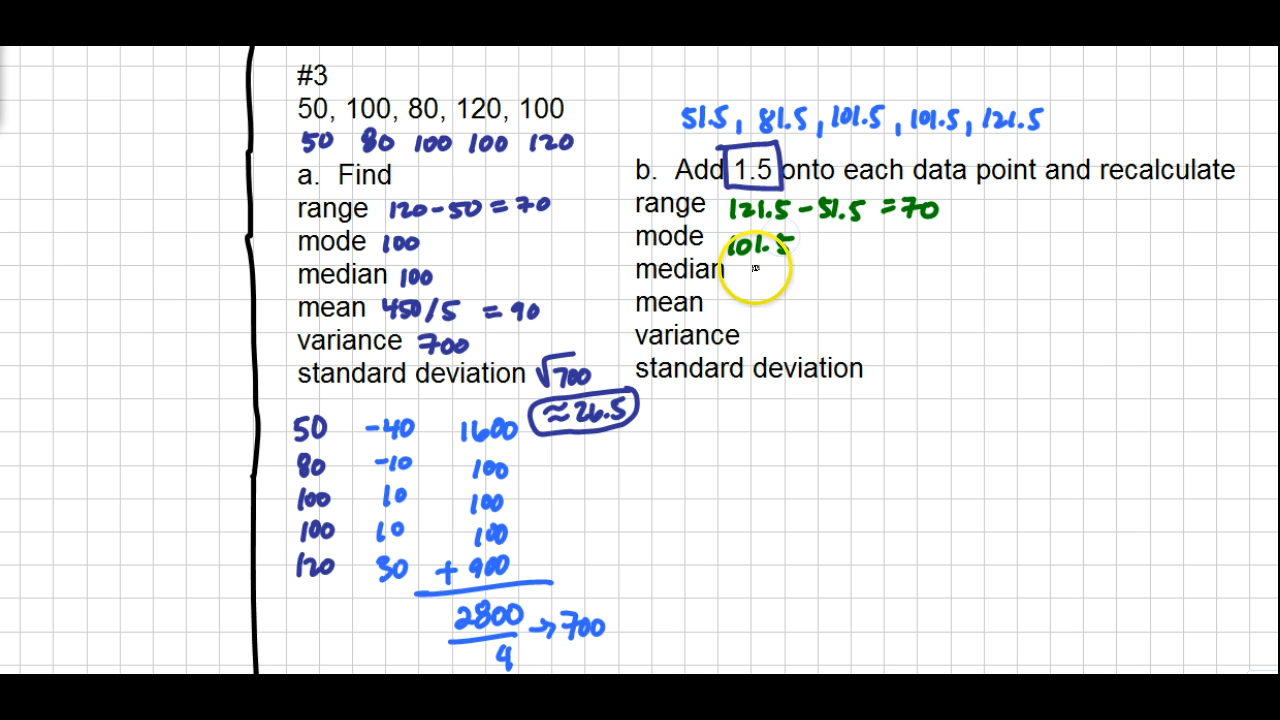 #3
50, 100, 80, 120, 100
50 80 100 100 120
a. Find
range 120-50 = 70
mode 100
median 100
mean 450/5 = 90
variance 700
standard deviation √700
≈26.5
50 -40 1600
80 -10 100
100 10 100
100 10 100
120 30 + 900
2800 → 700
4
51.5, 81.5, 101.5, 101.5, 121.5
b. Add 1.5 onto each data point and recalculate
range 121.5 - 51.5 = 70
mode 101.5
median
mean
variance
standard deviation